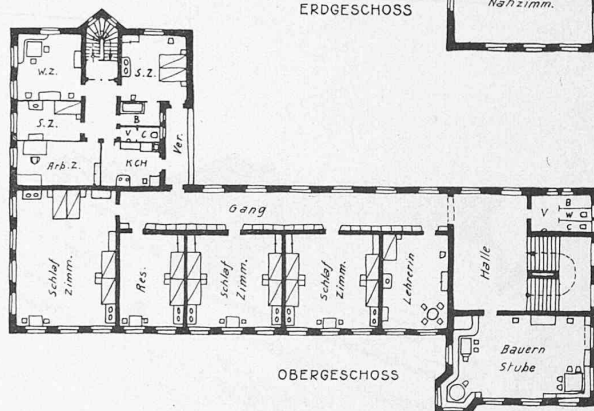 ERDGESCHOSS
Nähzimm.
W.Z.
S.Z.
S.Z.
B
V C
Ver.
Arb.Z.
KCH
Gang
Schlaf
Zimm.
Res.
Schlaf
Zimm.
Schlaf
Zimm.
Lehrerin
Halle
V
B
W
C
Bauern
Stube
OBERGESCHOSS